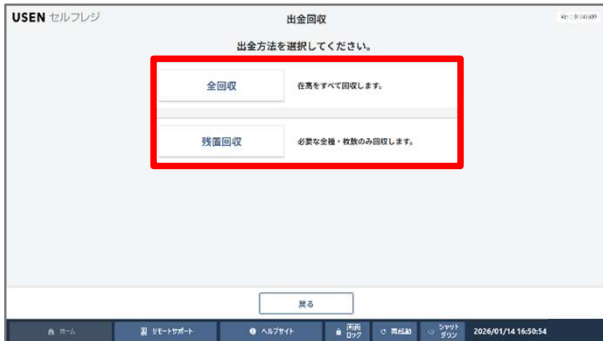 USEN セルフレジ
出金回収
出金方法を選択してください。
全回収
在高をすべて回収します。
残置回収
必要な金種・枚数のみ回収します。
戻る
ホーム
リモートサポート
ヘルプサイト
画面
ロック
再起動
シャット
ダウン
2026/01/14 16:50:54